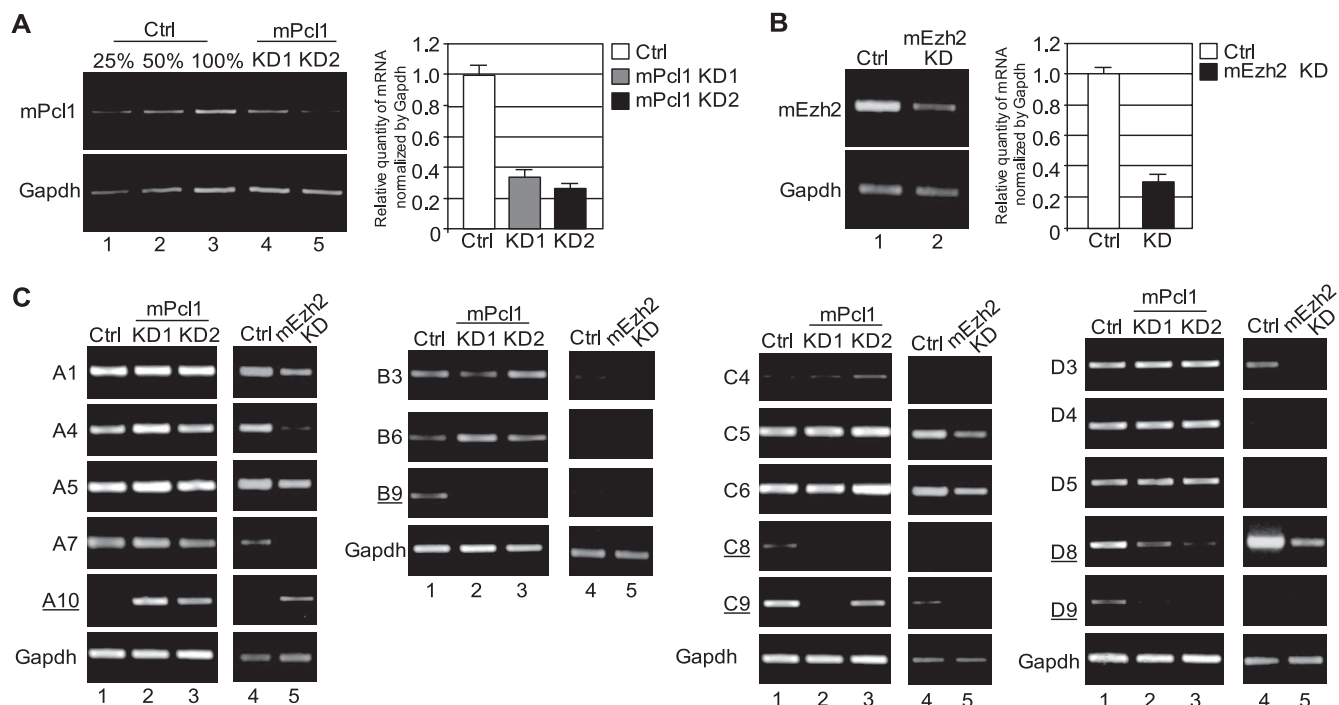 A
Ctrl mPcl1
25% 50% 100% KD1 KD2
mPcl1
Gapdh
1 2 3 4 5
Relative quantity of mRNA
normalized by Gapdh
1.2
1.0
0.8
0.6
0.4
0.2
0
Ctrl KD1 KD2
Ctrl
mPcl1 KD1
mPcl1 KD2
B
Ctrl mEzh2
KD
mEzh2
Gapdh
1 2
Relative quantity of mRNA
normalized by Gapdh
1.2
1.0
0.8
0.6
0.4
0.2
0
Ctrl KD
Ctrl
mEzh2 KD
C
mPcl1
Ctrl KD1 KD2 Ctrl mEzh2
KD
A1
A4
A5
A7
A10
Gapdh
1 2 3 4 5
mPcl1
Ctrl KD1 KD2 Ctrl mEzh2
KD
B3
B6
B9
Gapdh
1 2 3 4 5
mPcl1
Ctrl KD1 KD2 Ctrl mEzh2
KD
C4
C5
C6
C8
C9
Gapdh
1 2 3 4 5
mPcl1
Ctrl KD1 KD2 Ctrl mEzh2
KD
D3
D4
D5
D8
D9
Gapdh
1 2 3 4 5